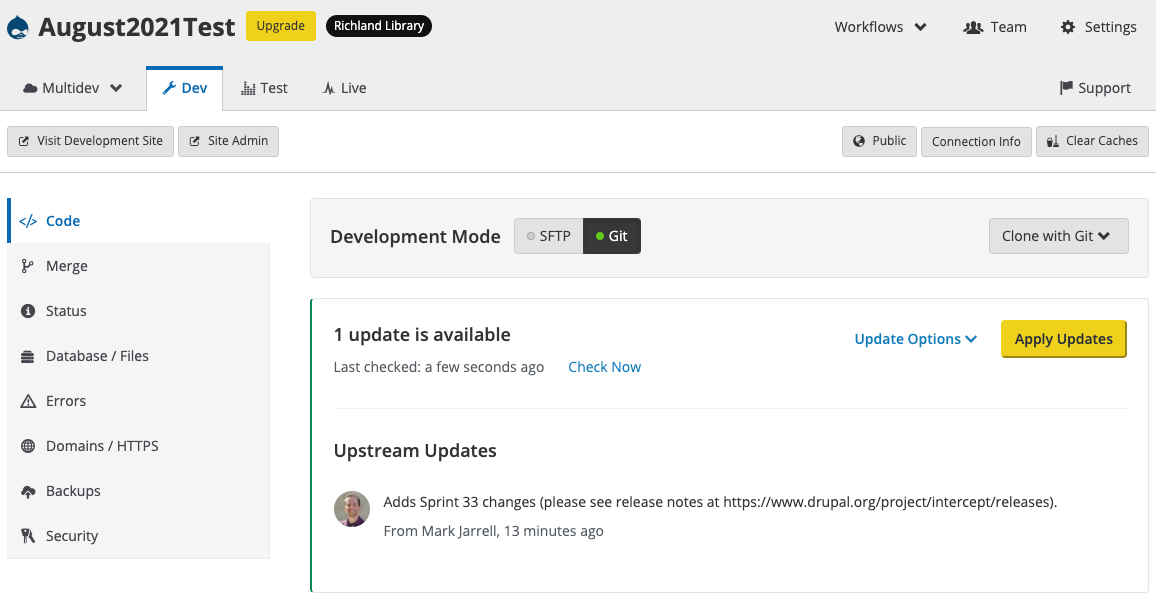 August2021Test Upgrade Richland Library Workflows Team Settings
Multidev Dev Test Live Support
Visit Development Site Site Admin Public Connection Info Clear Caches
Code
Merge
Status
Database / Files
Errors
Domains / HTTPS
Backups
Security
Development Mode SFTP Git Clone with Git
1 update is available Update Options Apply Updates
Last checked: a few seconds ago Check Now
Upstream Updates
Adds Sprint 33 changes (please see release notes at https://www.drupal.org/project/intercept/releases).
From Mark Jarrell, 13 minutes ago